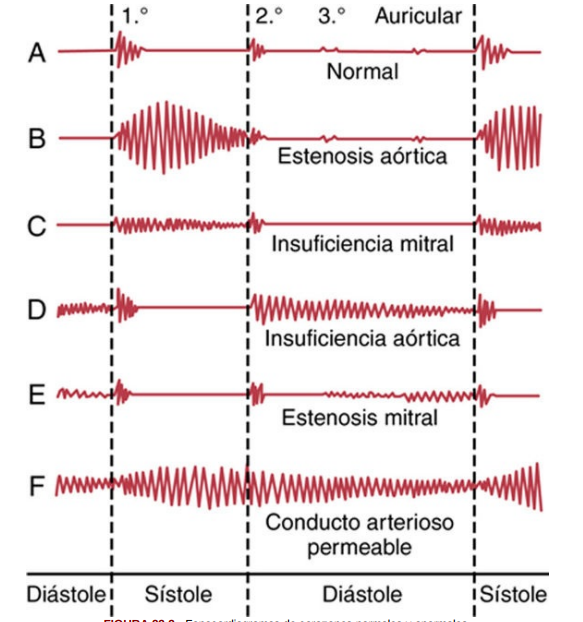 1.° 2.° 3.° Auricular
A
Normal
B
Estenosis aórtica
C
Insuficiencia mitral
D
Insuficiencia aórtica
E
Estenosis mitral
F
Conducto arterioso
permeable
Diástole Sístole Diástole Sístole